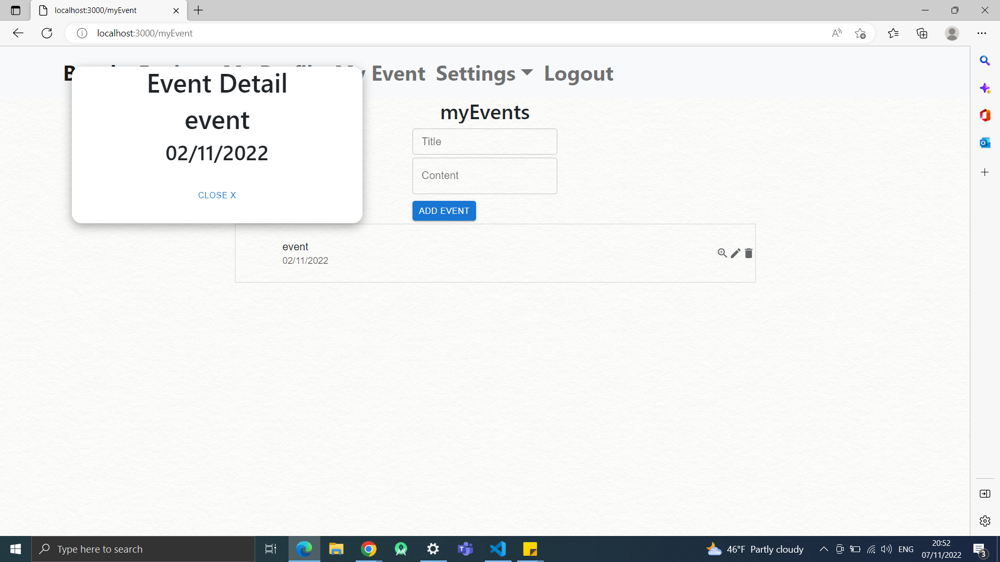 localhost:3000/myEvent
localhost:3000/myEvent
My Event Settings Logout
Event Detail
event
02/11/2022
CLOSE X
myEvents
Title
Content
ADD EVENT
event
02/11/2022
Type here to search
46°F Partly cloudy
ENG
20:52
07/11/2022
3